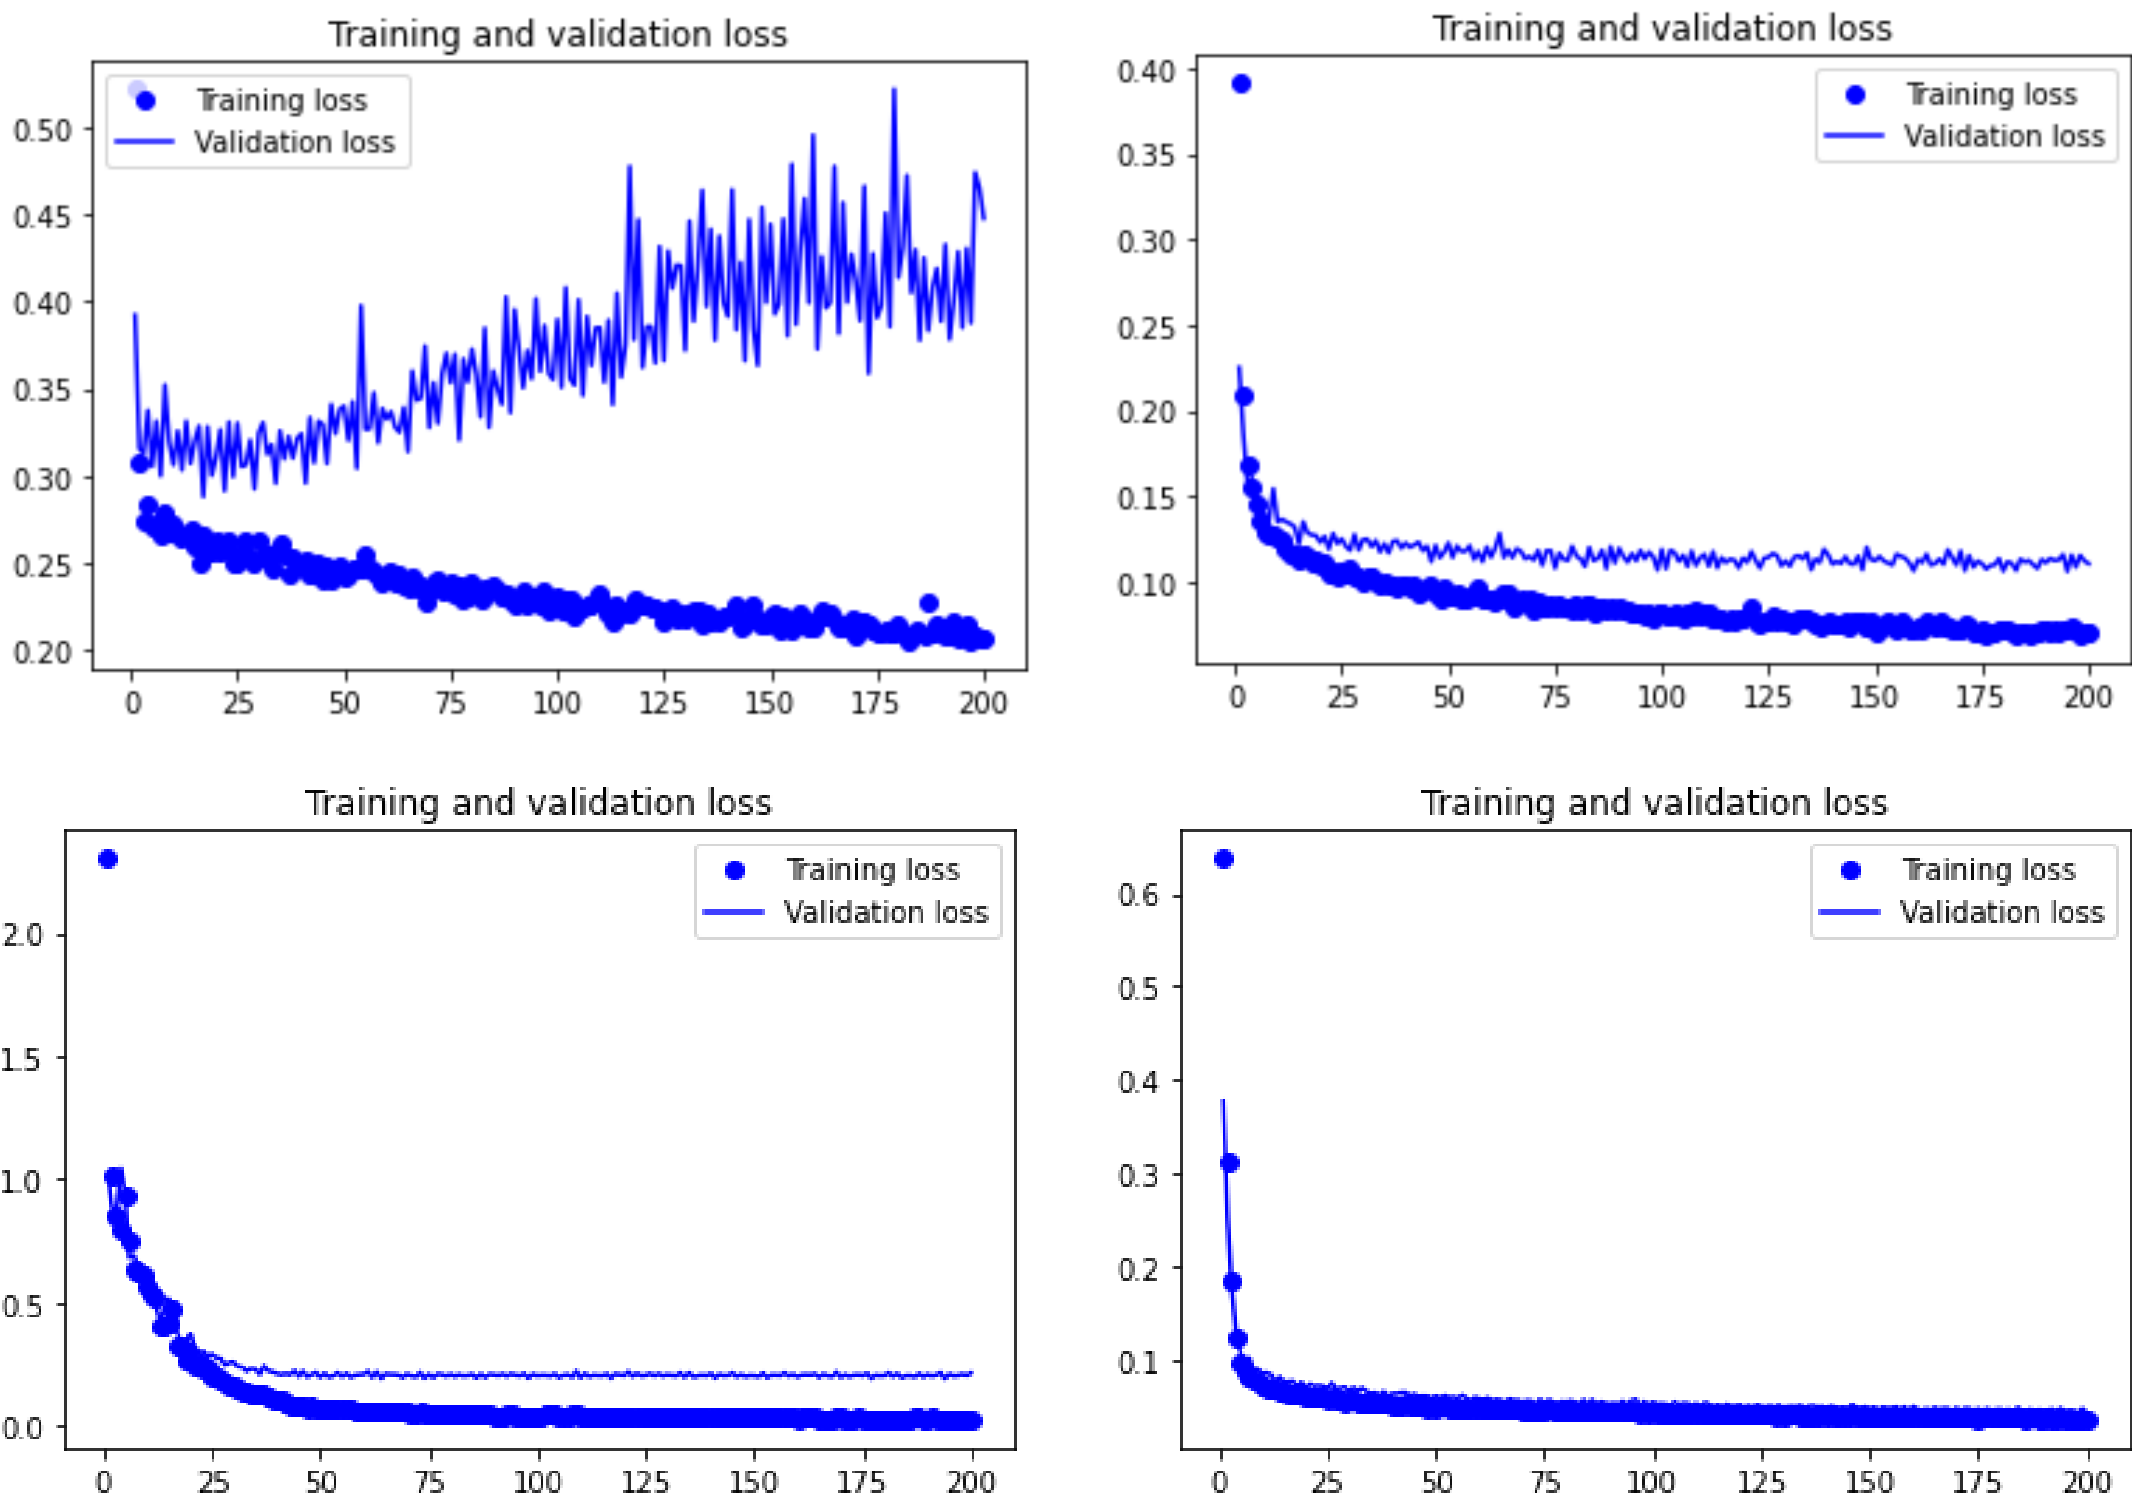 Training and validation loss
Training loss
Validation loss
0.50
0.45
0.40
0.35
0.30
0.25
0.20
0 25 50 75 100 125 150 175 200
Training and validation loss
0.40
Training loss
Validation loss
0.35
0.30
0.25
0.20
0.15
0.10
0 25 50 75 100 125 150 175 200
Training and validation loss
Training loss
Validation loss
2.0
1.5
1.0
0.5
0.0
0 25 50 75 100 125 150 175 200
Training and validation loss
Training loss
Validation loss
0.6
0.5
0.4
0.3
0.2
0.1
0 25 50 75 100 125 150 175 200